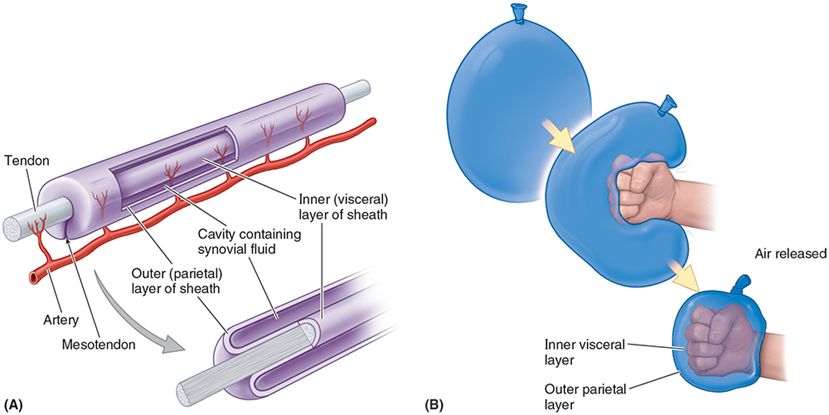 Tendon
Artery
Mesotendon
Outer (parietal)
layer of sheath
Cavity containing
synovial fluid
Inner (visceral)
layer of sheath
(A)
Air released
Inner visceral
layer
Outer parietal
layer
(B)